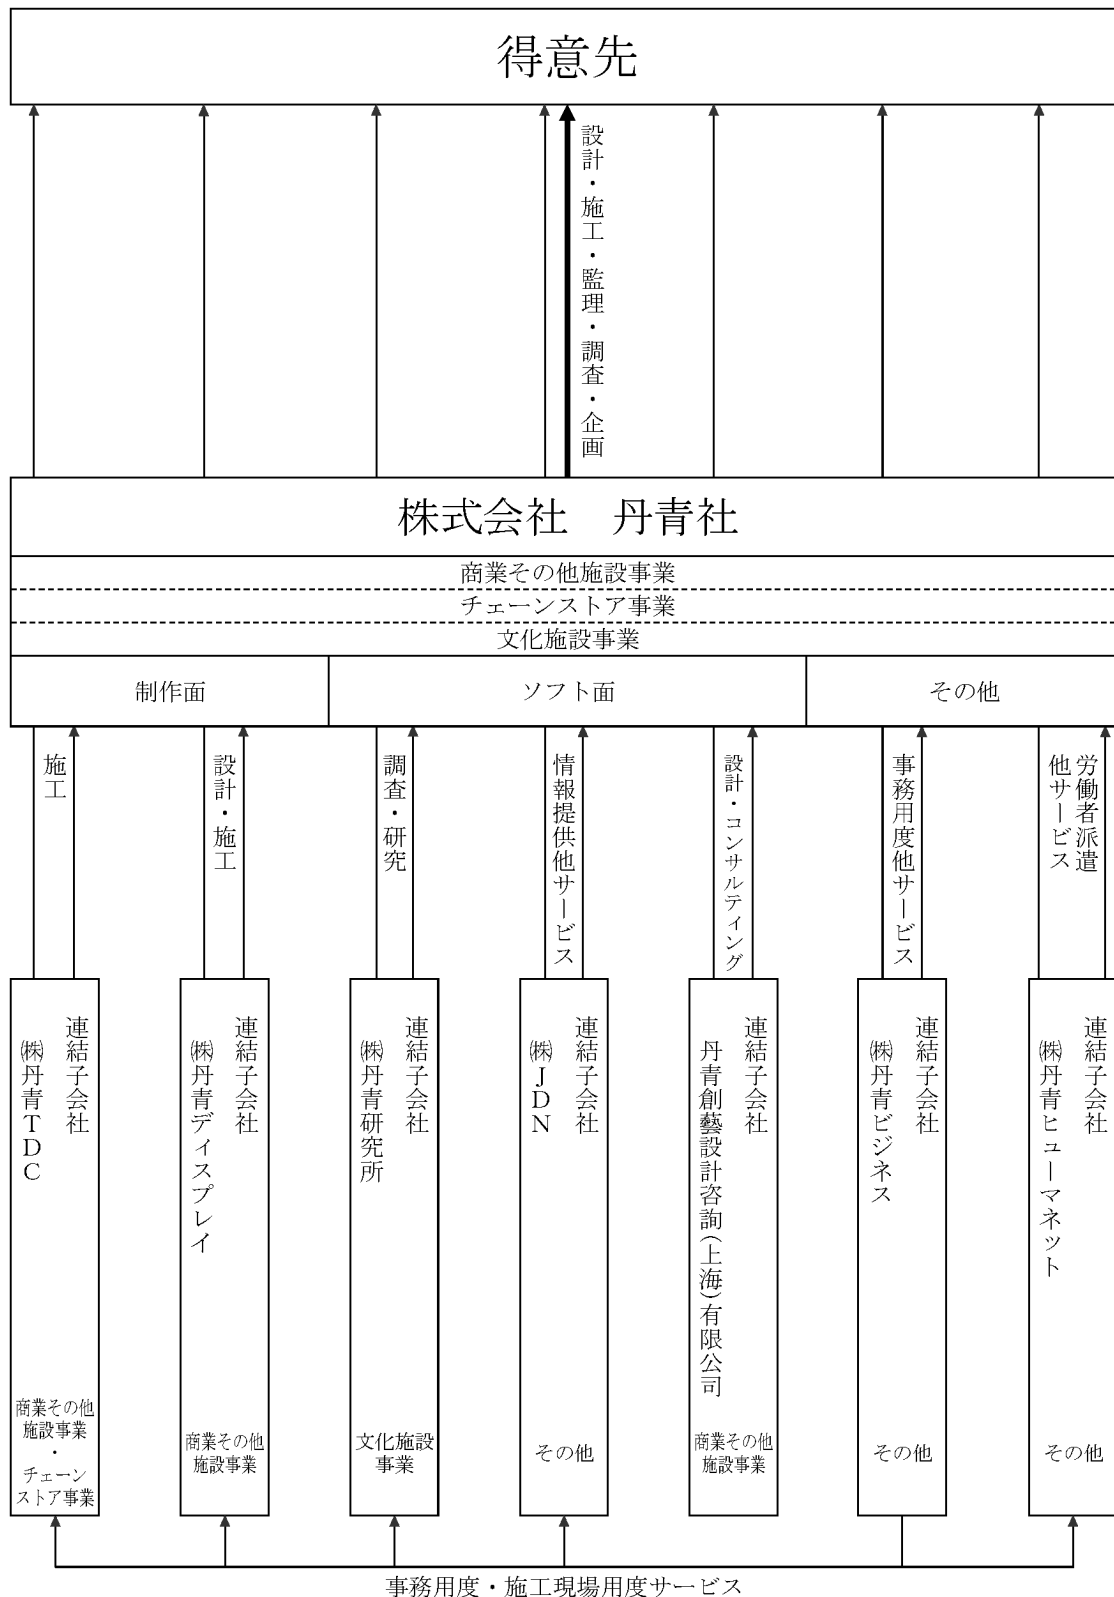 得意先
設計・施工・監理・調査・企画
株式会社　丹青社
商業その他施設事業
チェーンストア事業
文化施設事業
制作面
ソフト面
その他
施工
設計・施工
調査・研究
情報提供他サービス
設計・コンサルティング
事務用度他サービス
労働者派遣
他サービス
連結子会社
㈱丹青TDC
商業その他
施設事業
・
チェーン
ストア事業
連結子会社
㈱丹青ディスプレイ
商業その他
施設事業
連結子会社
㈱丹青研究所
文化施設
事業
連結子会社
㈱JDN
その他
連結子会社
丹青創藝設計咨詢(上海)有限公司
商業その他
施設事業
連結子会社
㈱丹青ビジネス
その他
連結子会社
㈱丹青ヒューマネット
その他
事務用度・施工現場用度サービス